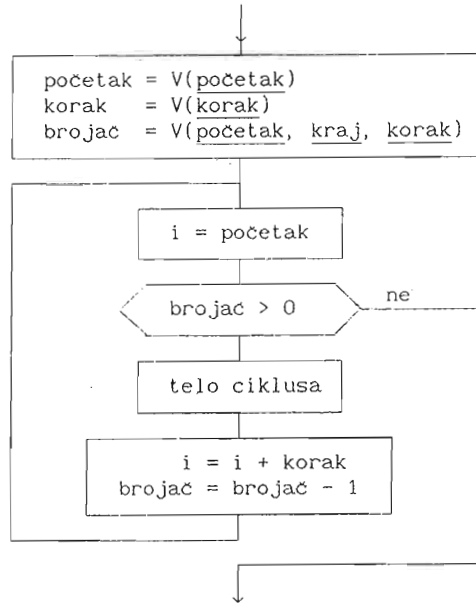 početak = V(početak)
korak = V(korak)
brojač = V(početak, kraj, korak)
i = početak
brojač > 0
ne
telo ciklusa
i = i + korak
brojač = brojač - 1